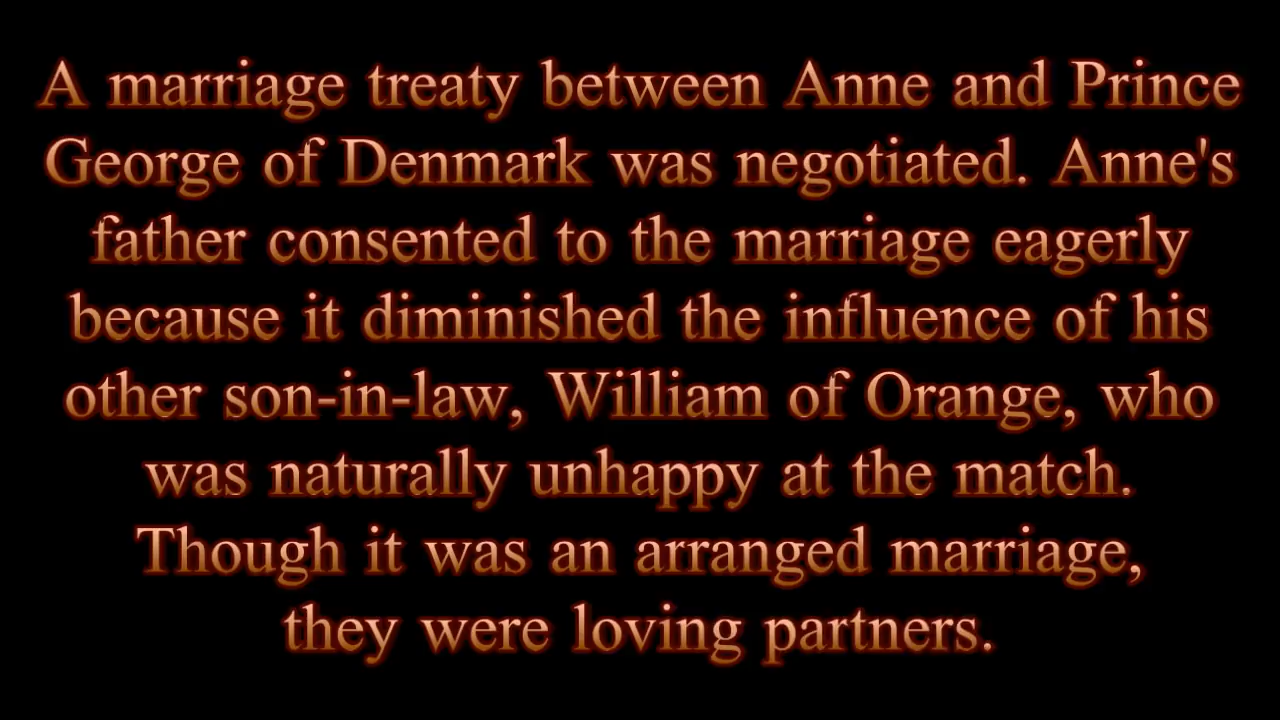 A marriage treaty between Anne and Prince
George of Denmark was negotiated. Anne's
father consented to the marriage eagerly
because it diminished the influence of his
other son-in-law, William of Orange, who
was naturally unhappy at the match.
Though it was an arranged marriage,
they were loving partners.